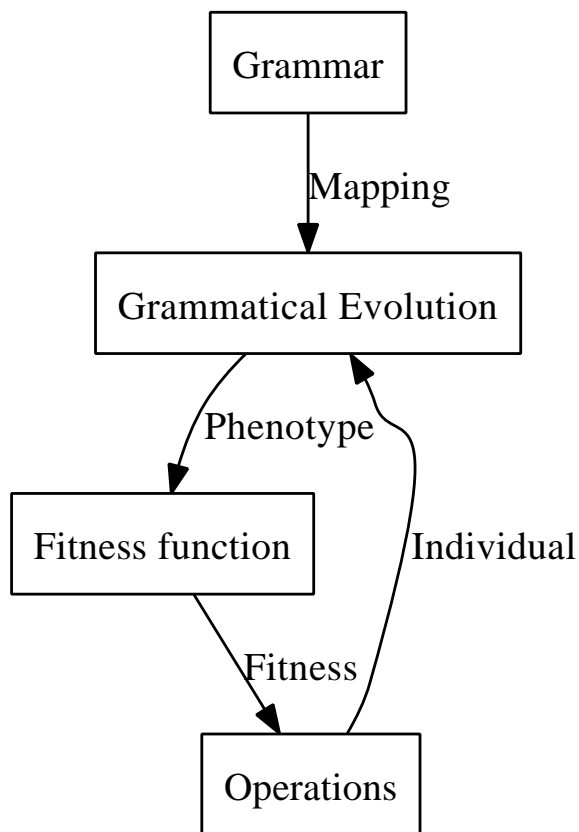 Grammar
Mapping
Grammatical Evolution
Phenotype
Fitness function
Individual
Fitness
Operations